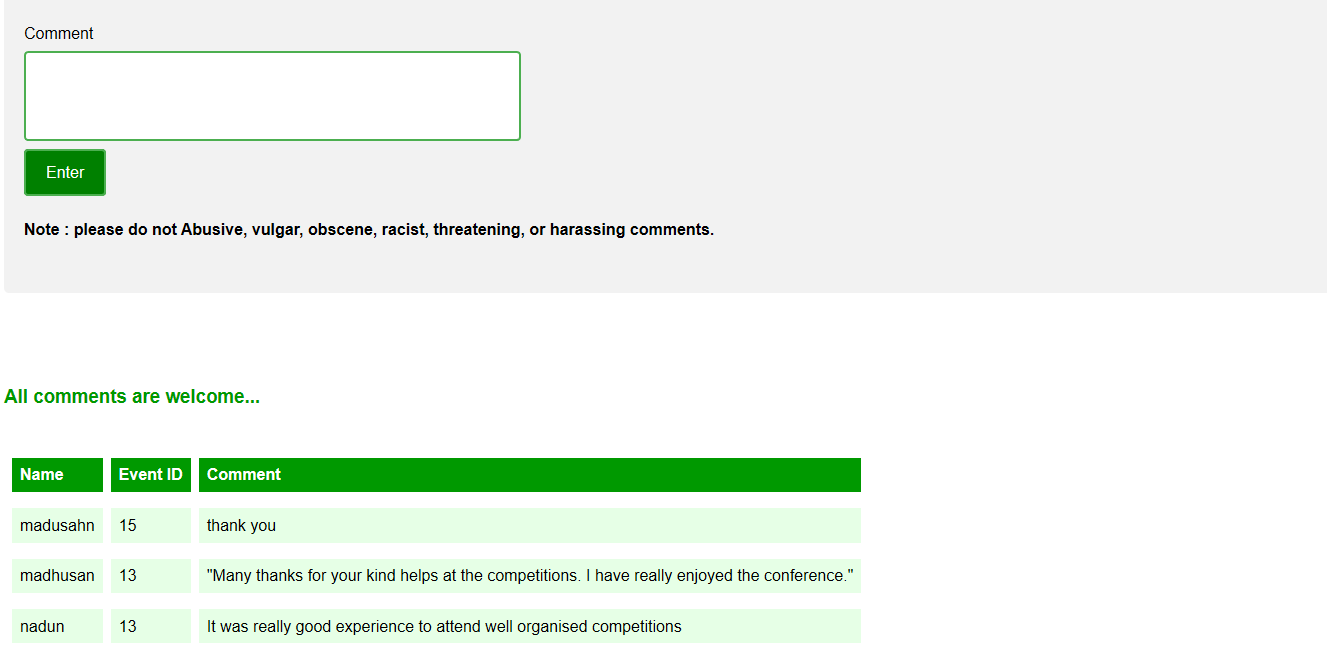 Comment
Enter
Note : please do not Abusive, vulgar, obscene, racist, threatening, or harassing comments.
All comments are welcome...
Name Event ID Comment
madusahn 15 thank you
madhusan 13 "Many thanks for your kind helps at the competitions. I have really enjoyed the conference."
nadun 13 It was really good experience to attend well organised competitions